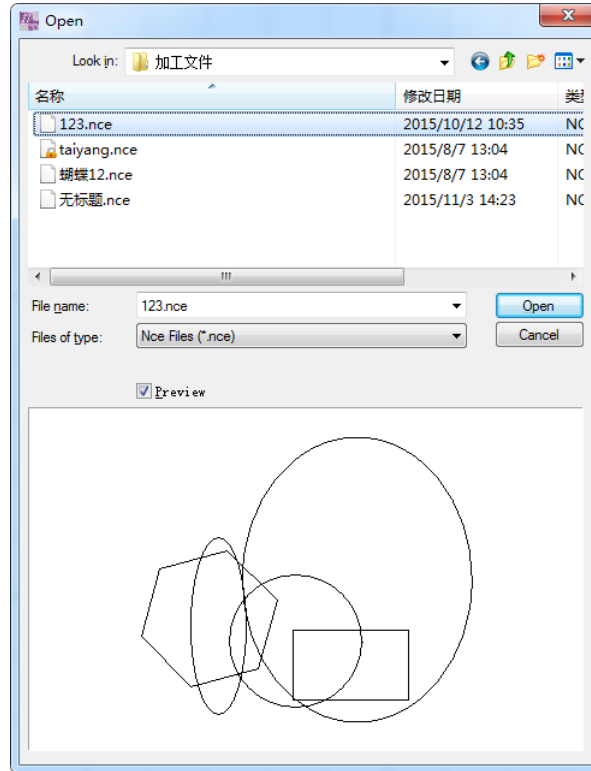 Open
Look in: 加工文件
名称 修改日期 类型
123.nce 2015/10/12 10:35 NC
taiyang.nce 2015/8/7 13:04 NC
蝴蝶12.nce 2015/8/7 13:04 NC
无标题.nce 2015/11/3 14:23 NC
File name: 123.nce Open
Files of type: Nce Files (*.nce) Cancel
Preview